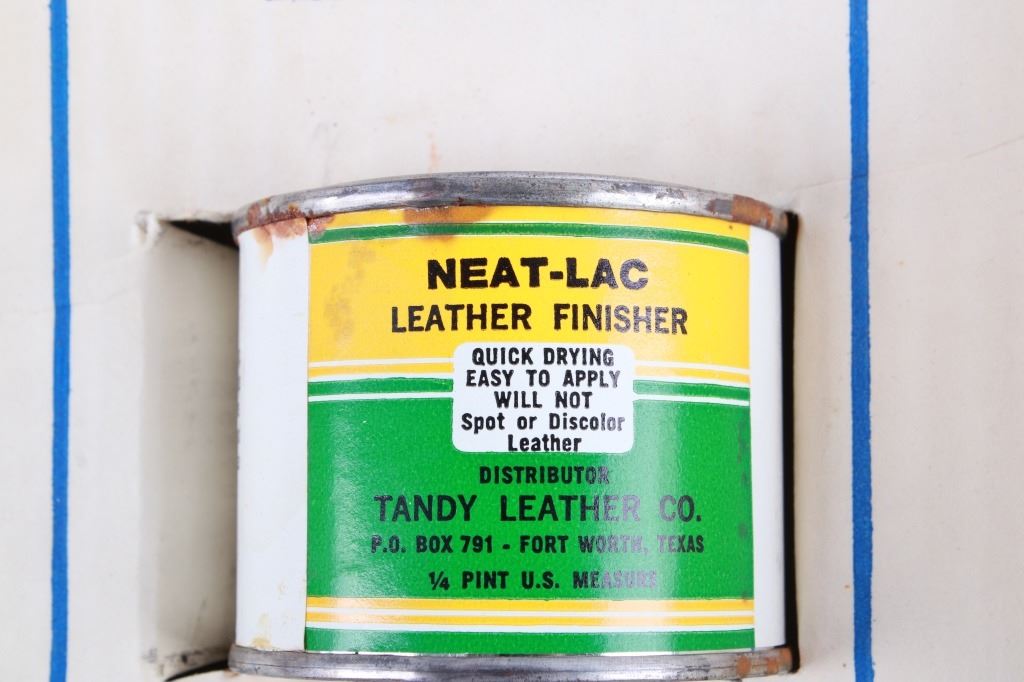 NEAT-LAC
LEATHER FINISHER
QUICK DRYING
EASY TO APPLY
WILL NOT
Spot or Discolor
Leather
DISTRIBUTOR
TANDY LEATHER CO.
P.O. BOX 791 - FORT WORTH, TEXAS
¼ PINT U.S. MEASURE